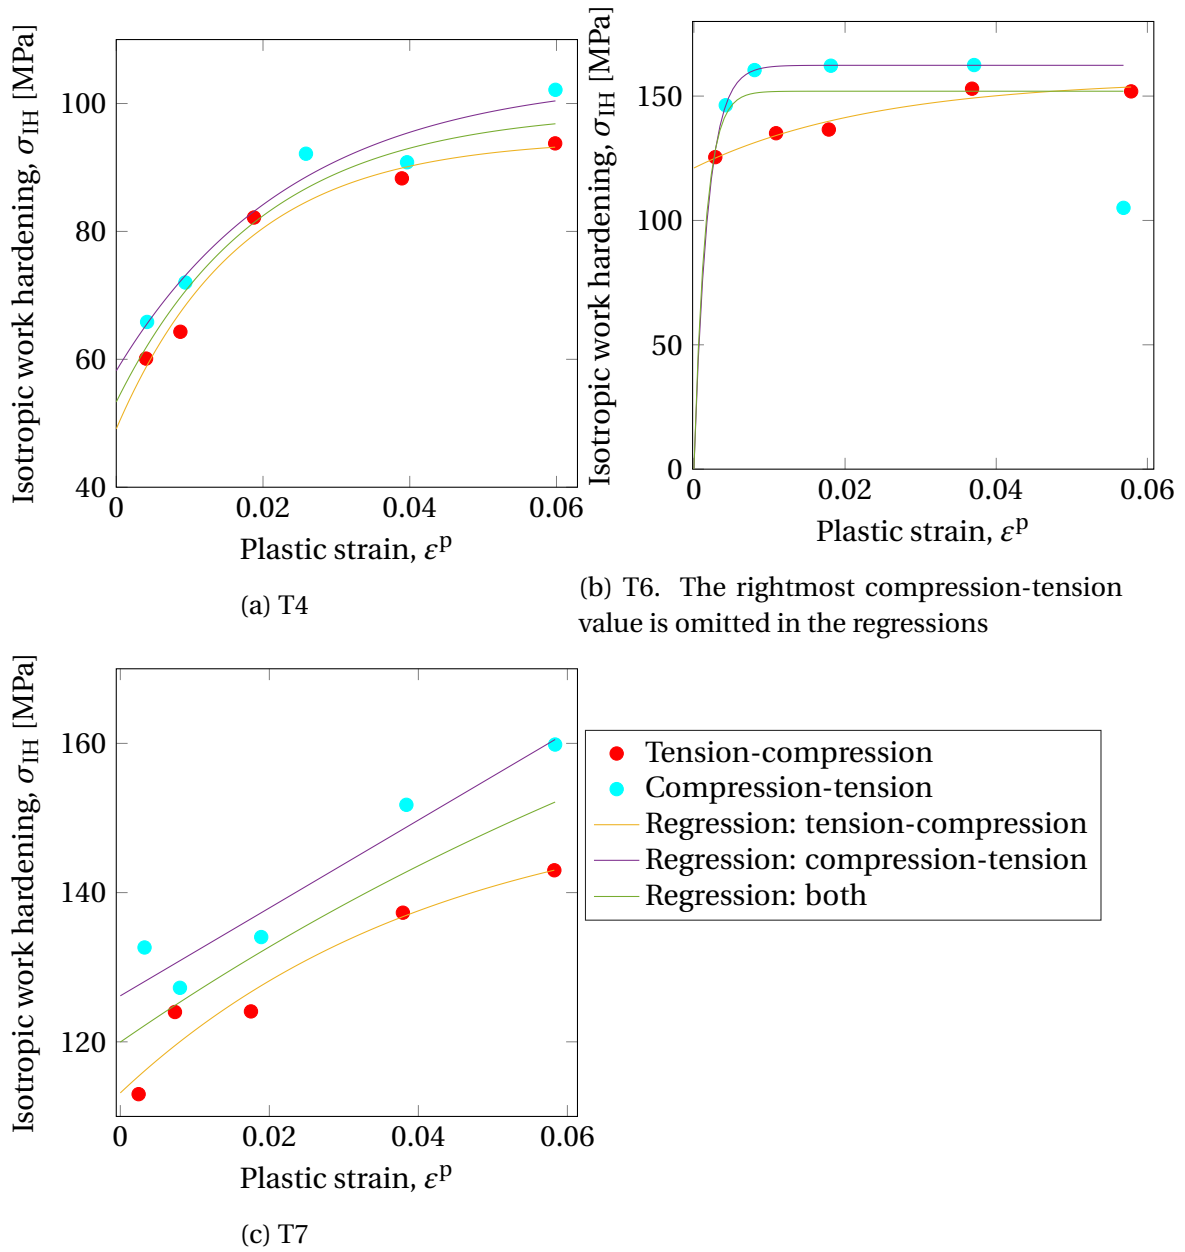 Isotropic work hardening, σIH [MPa]
100
80
60
40
0
0.02
0.04
0.06
Plastic strain, εp
(a) T4
Isotropic work hardening, σIH [MPa]
150
100
50
0
0
0.02
0.04
0.06
Plastic strain, εp
(b) T6. The rightmost compression-tension
value is omitted in the regressions
Isotropic work hardening, σIH [MPa]
160
140
120
0
0.02
0.04
0.06
Plastic strain, εp
(c) T7
Tension-compression
Compression-tension
Regression: tension-compression
Regression: compression-tension
Regression: both